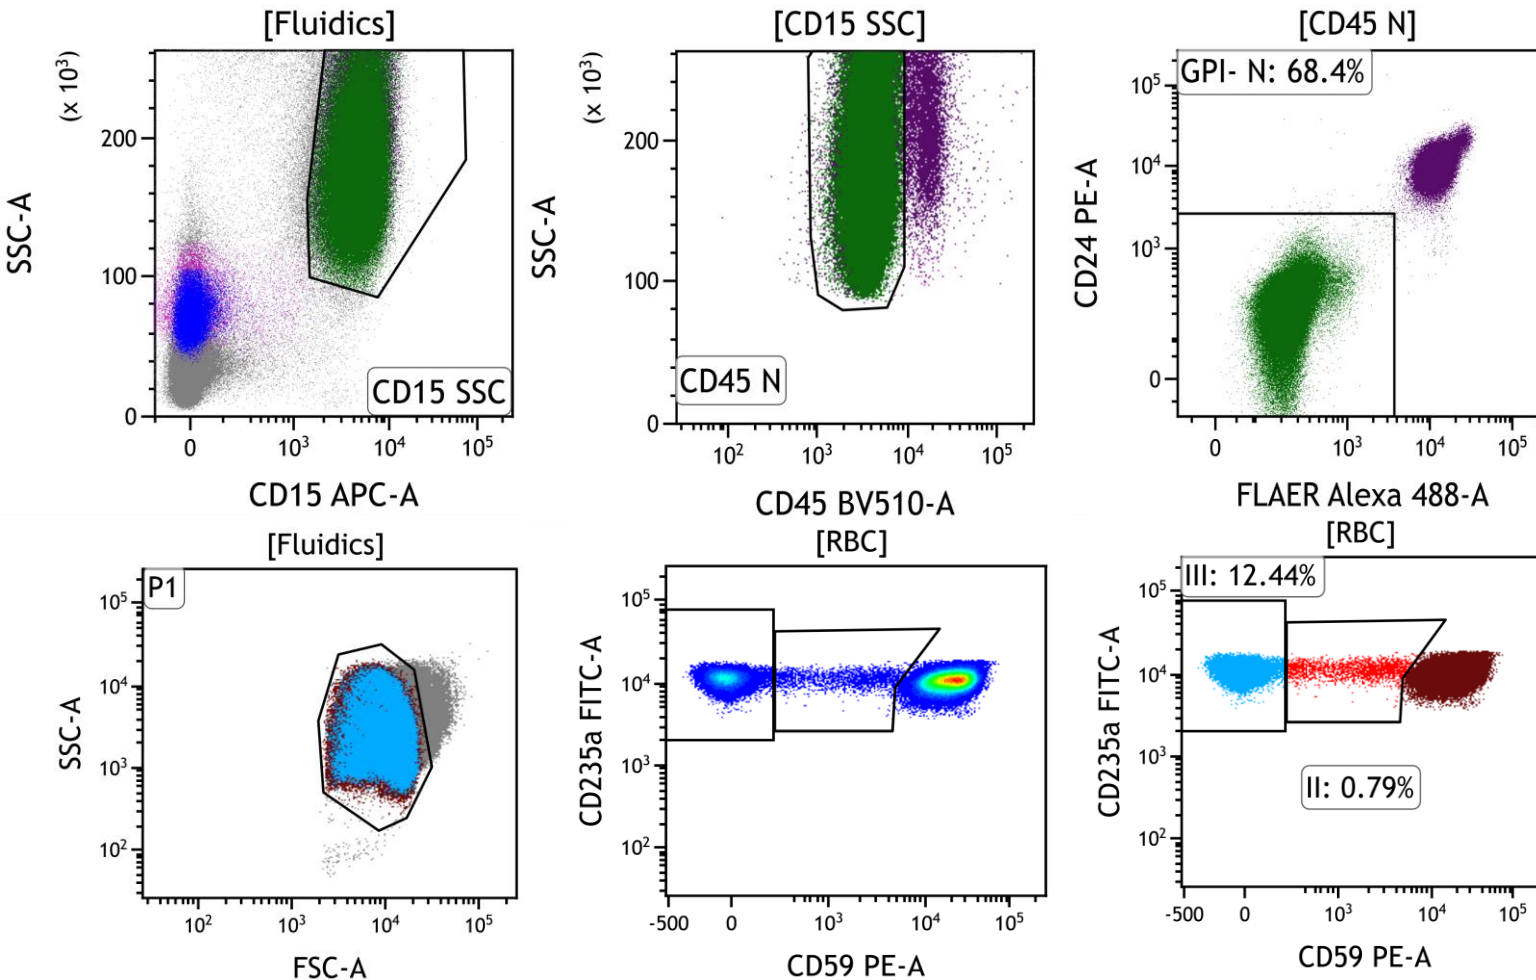 [Fluidics]
(x 10³)
SSC-A
200
100
0
CD15 SSC
0
10³
10⁴
10⁵
CD15 APC-A
[CD15 SSC]
(x 10³)
SSC-A
200
100
0
CD45 N
10²
10³
10⁴
10⁵
CD45 BV510-A
[CD45 N]
GPI- N: 68.4%
CD24 PE-A
10⁵
10⁴
10³
0
0
10³
10⁴
10⁵
FLAER Alexa 488-A
[Fluidics]
P1
SSC-A
10⁵
10⁴
10³
10²
10²
10³
10⁴
10⁵
FSC-A
[RBC]
CD235a FITC-A
10⁵
10⁴
10³
10²
-500
0
10³
10⁴
10⁵
CD59 PE-A
[RBC]
III: 12.44%
CD235a FITC-A
10⁵
10⁴
10³
10²
II: 0.79%
-500
0
10³
10⁴
10⁵
CD59 PE-A